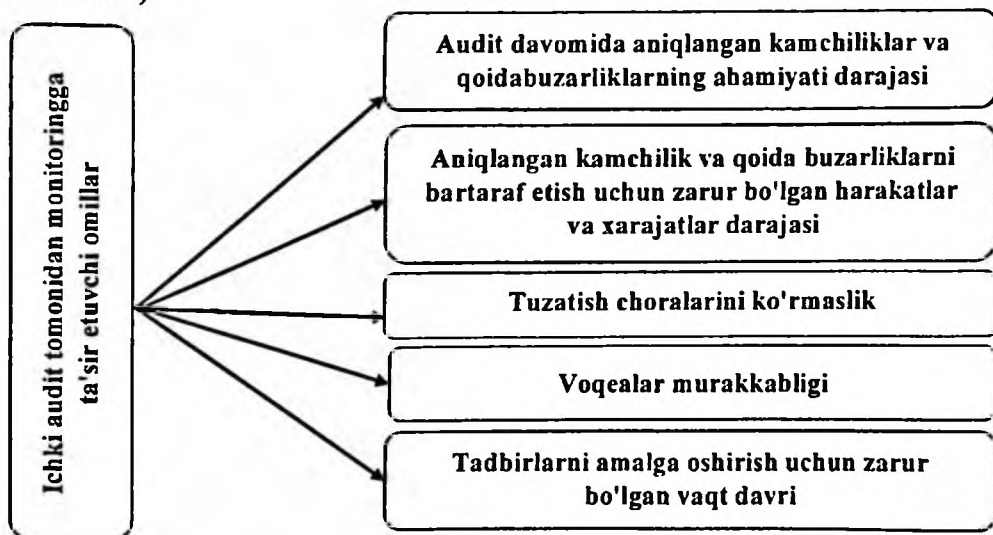 Ichki audit tomonidan monitoringga
ta'sir etuvchi omillar
Audit davomida aniqlangan kamchiliklar va
qoidabuzarliklarning ahamiyati darajasi
Aniqlangan kamchilik va qoida buzarliklarni
bartaraf etish uchun zarur bo'lgan harakatlar
va xarajatlar darajasi
Tuzatish choralarini ko'rmaslik
Voqealar murakkabligi
Tadbirlarni amalga oshirish uchun zarur
bo'lgan vaqt davri